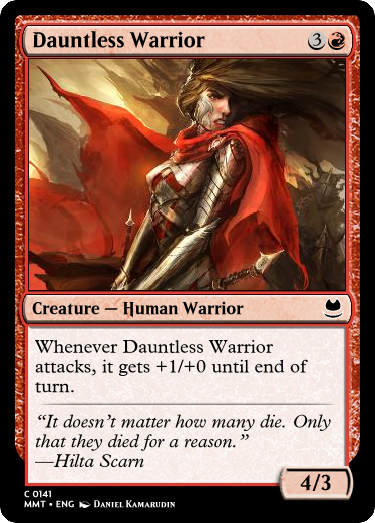 Dauntless Warrior 3
Creature — Human Warrior
Whenever Dauntless Warrior
attacks, it gets +1/+0 until end of
turn.
“It doesn’t matter how many die. Only
that they died for a reason.”
—Hilta Scarn
4/3
C 0141
MMT • ENG Daniel Kamarudin